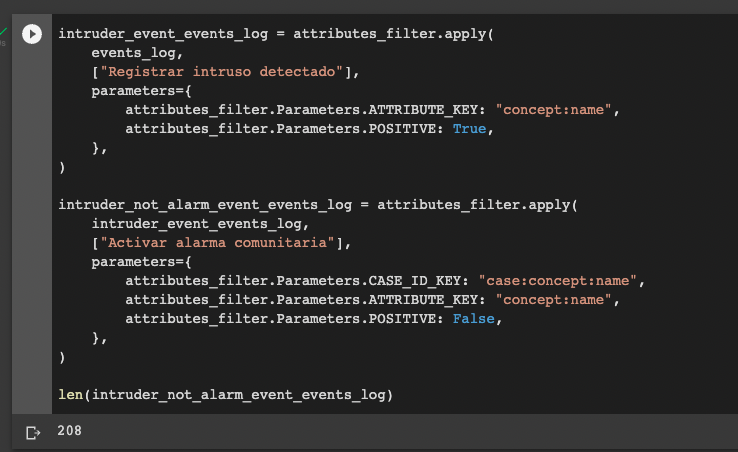 intruder_event_events_log = attributes_filter.apply(
    events_log,
    ["Registrar intruso detectado"],
    parameters={
        attributes_filter.Parameters.ATTRIBUTE_KEY: "concept:name",
        attributes_filter.Parameters.POSITIVE: True,
    },
)
intruder_not_alarm_event_events_log = attributes_filter.apply(
    intruder_event_events_log,
    ["Activar alarma comunitaria"],
    parameters={
        attributes_filter.Parameters.CASE_ID_KEY: "case:concept:name",
        attributes_filter.Parameters.ATTRIBUTE_KEY: "concept:name",
        attributes_filter.Parameters.POSITIVE: False,
    },
)
len(intruder_not_alarm_event_events_log)
208